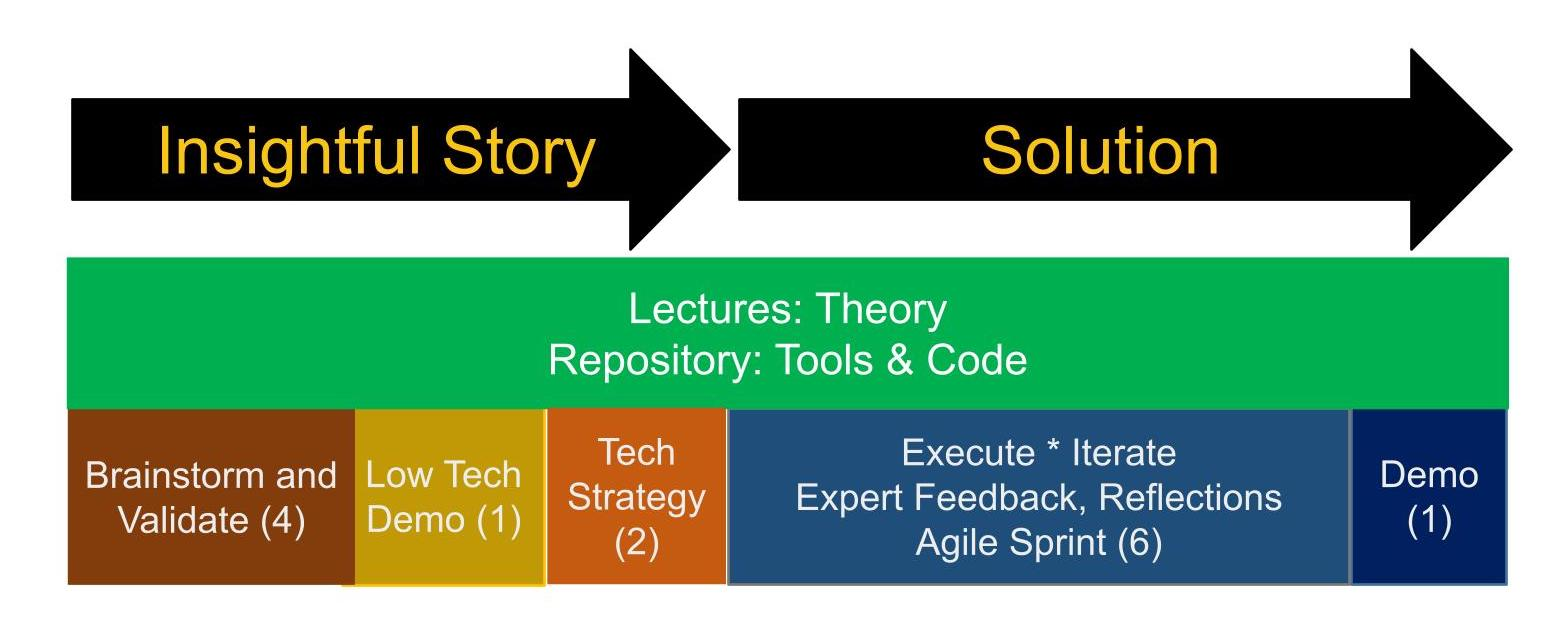 Insightful Story
Solution
Lectures: Theory
Repository: Tools & Code
Brainstorm and
Validate (4)
Low Tech
Demo (1)
Tech
Strategy
(2)
Execute * Iterate
Expert Feedback, Reflections
Agile Sprint (6)
Demo
(1)